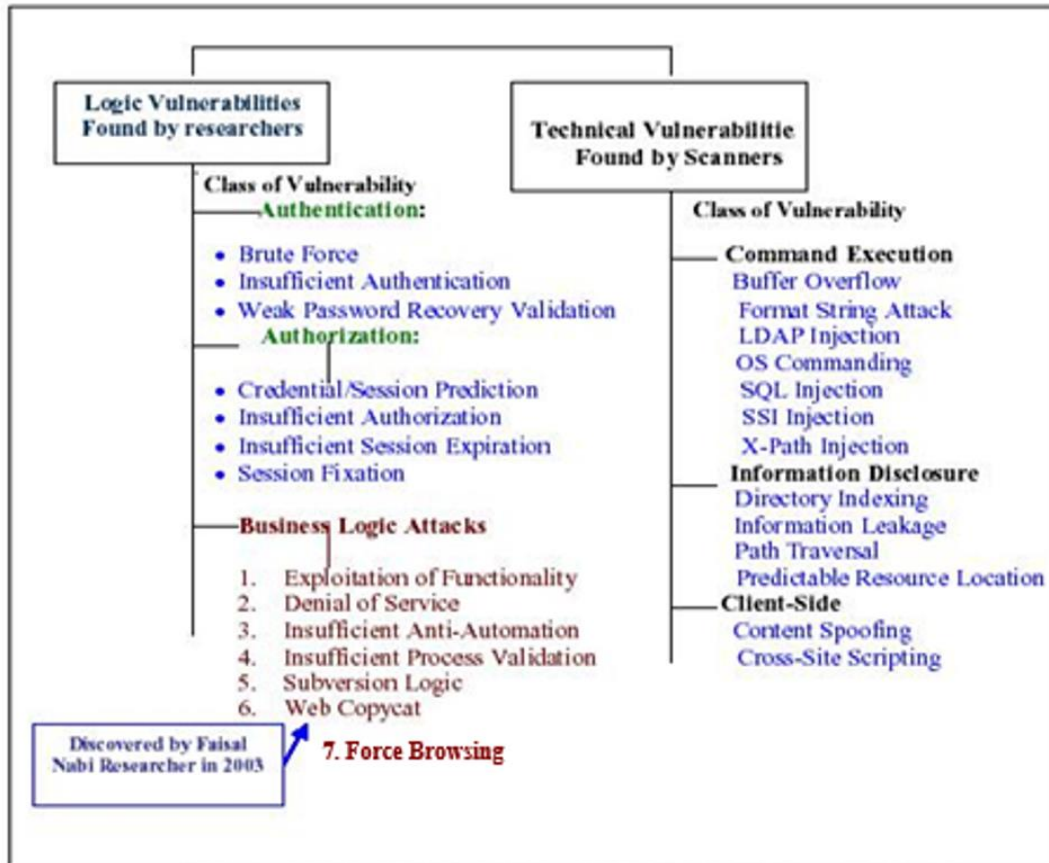 Logic Vulnerabilities
Found by researchers
Class of Vulnerability
Authentication:
• Brute Force
• Insufficient Authentication
• Weak Password Recovery Validation
Authorization:
• Credential/Session Prediction
• Insufficient Authorization
• Insufficient Session Expiration
• Session Fixation
Business Logic Attacks
1. Exploitation of Functionality
2. Denial of Service
3. Insufficient Anti-Automation
4. Insufficient Process Validation
5. Subversion Logic
6. Web Copycat
7. Force Browsing
Discovered by Faisal
Nabi Researcher in 2003
Technical Vulnerabilitie
Found by Scanners
Class of Vulnerability
Command Execution
Buffer Overflow
Format String Attack
LDAP Injection
OS Commanding
SQL Injection
SSI Injection
X-Path Injection
Information Disclosure
Directory Indexing
Information Leakage
Path Traversal
Predictable Resource Location
Client-Side
Content Spoofing
Cross-Site Scripting